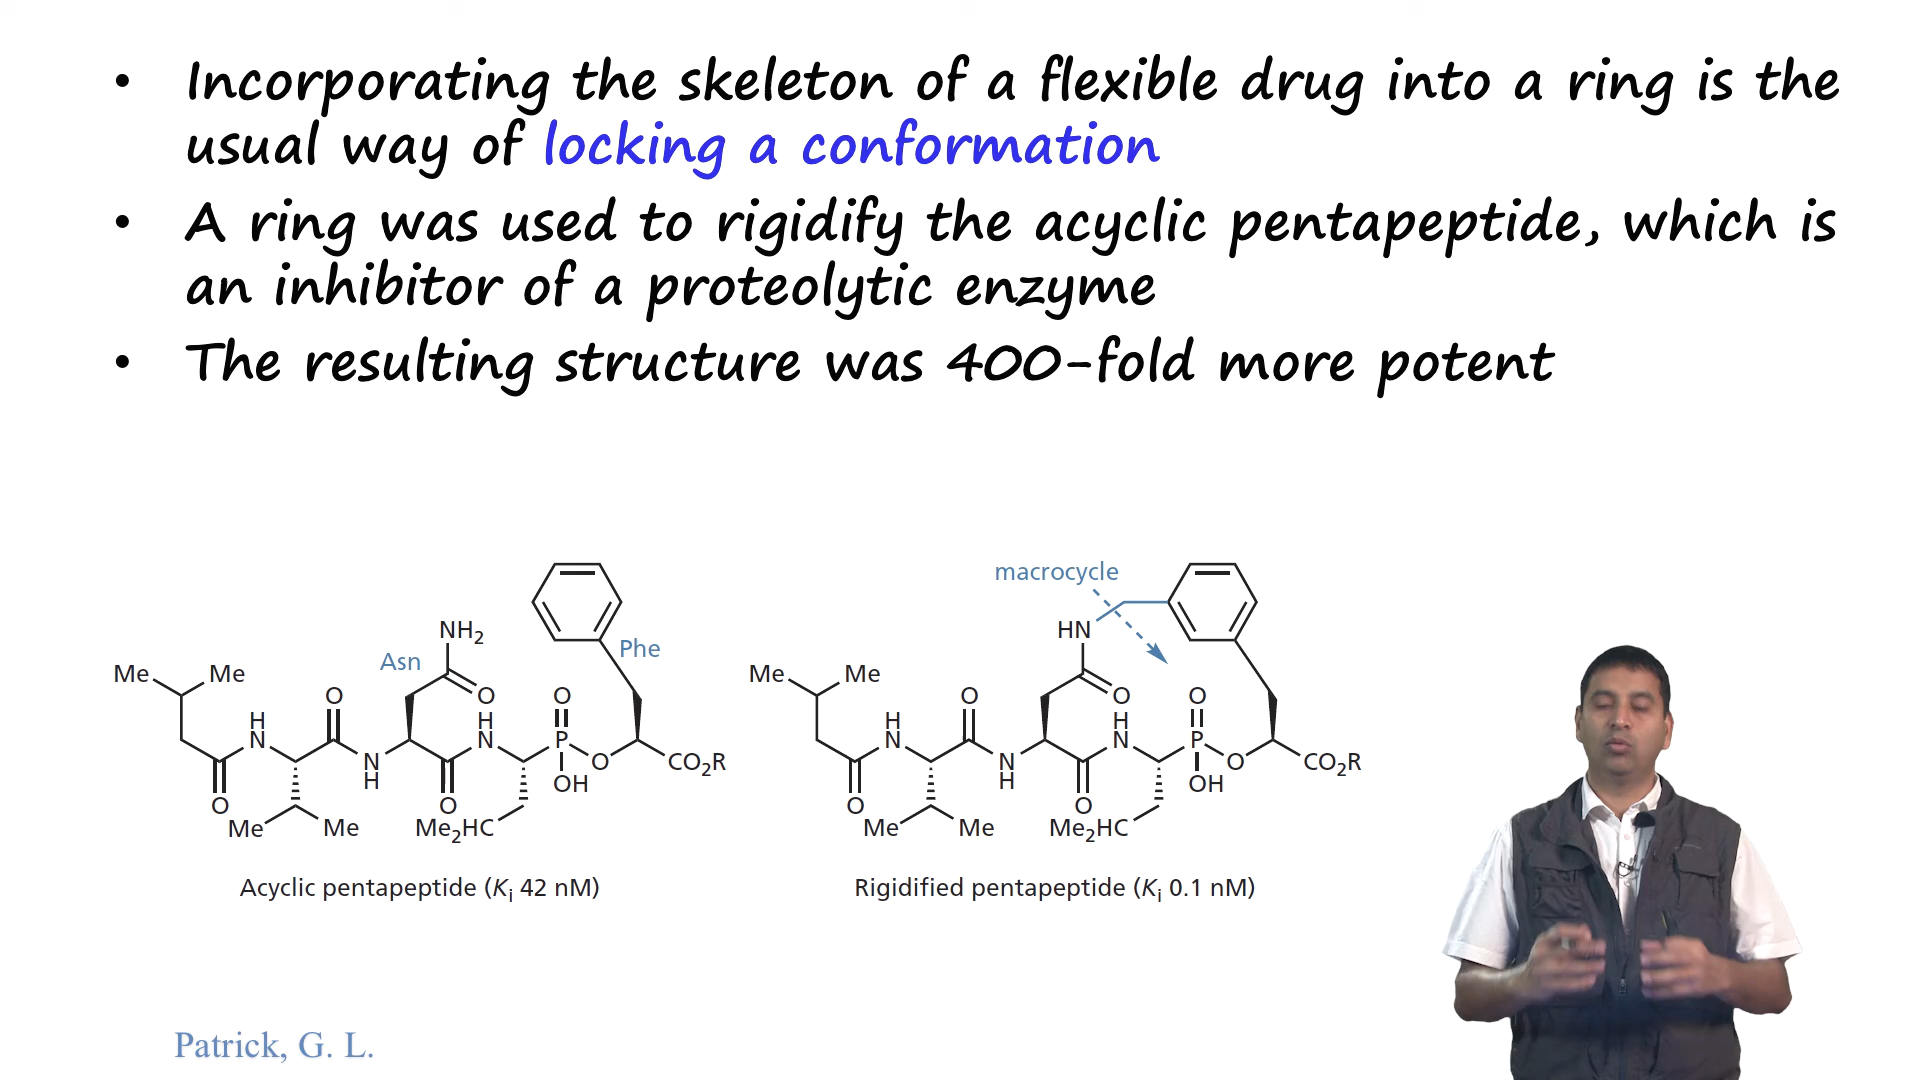 • Incorporating the skeleton of a flexible drug into a ring is the
usual way of locking a conformation
• A ring was used to rigidify the acyclic pentapeptide, which is
an inhibitor of a proteolytic enzyme
• The resulting structure was 400-fold more potent
Me Me H N O H N O Me Me Asn NH2 O N H O Me2HC P O OH O Phe CO2R
Acyclic pentapeptide (Ki 42 nM)
macrocycle
Me Me H N O H N O Me Me HN O N H O Me2HC P O OH O CO2R
Rigidified pentapeptide (Ki 0.1 nM)
Patrick, G. L.